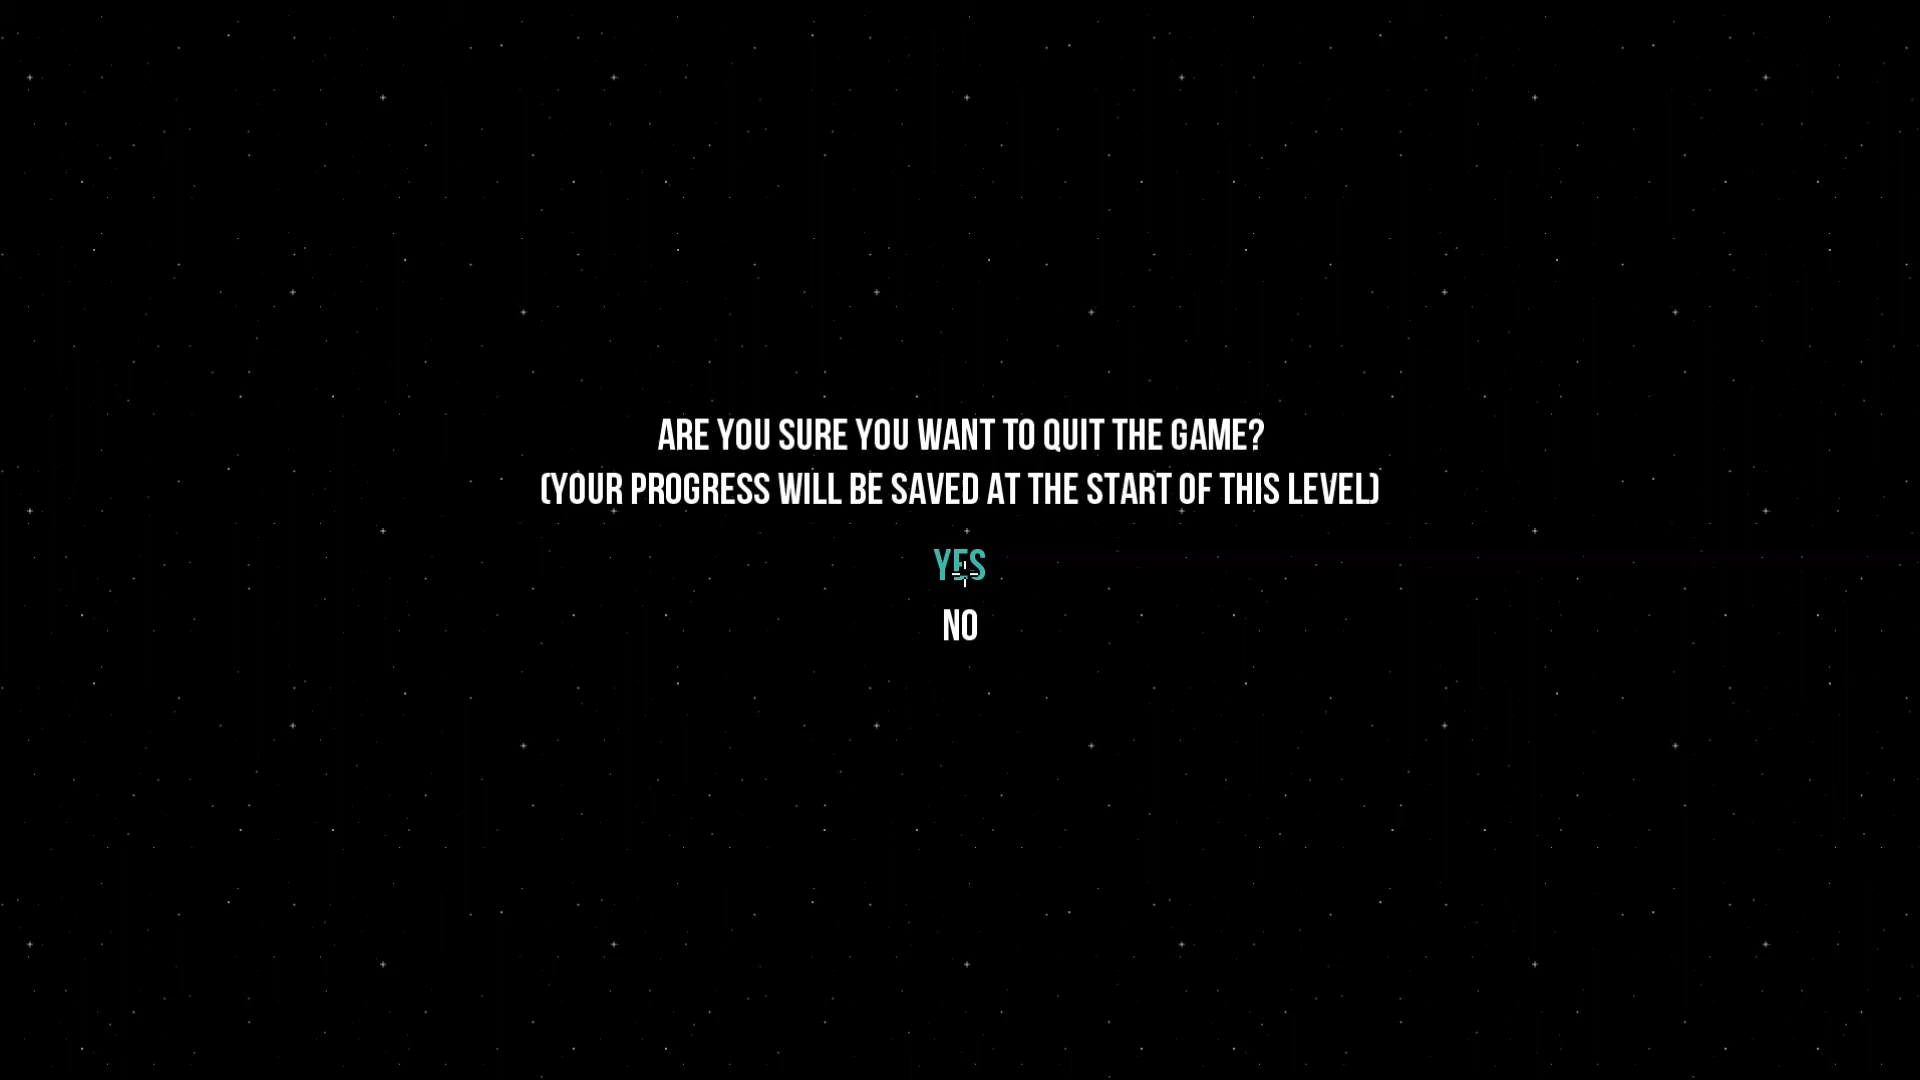 ARE YOU SURE YOU WANT TO QUIT THE GAME?
(YOUR PROGRESS WILL BE SAVED AT THE START OF THIS LEVEL)
YES
NO